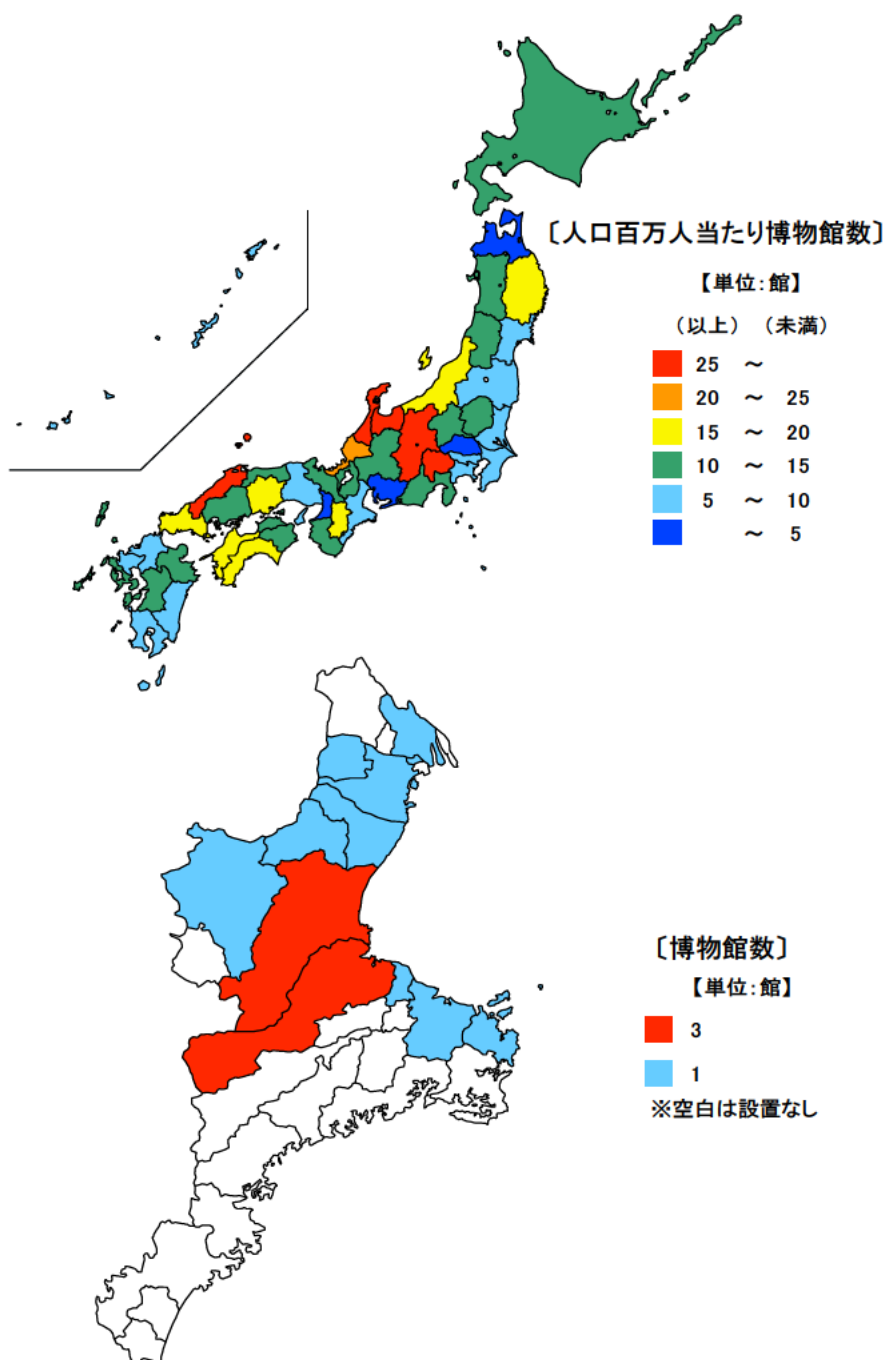 〔人口百万人当たり博物館数〕
【単位:館】
（以上） （未満）
25 ～
20 ～ 25
15 ～ 20
10 ～ 15
5 ～ 10
～ 5
〔博物館数〕
【単位:館】
3
1
※空白は設置なし